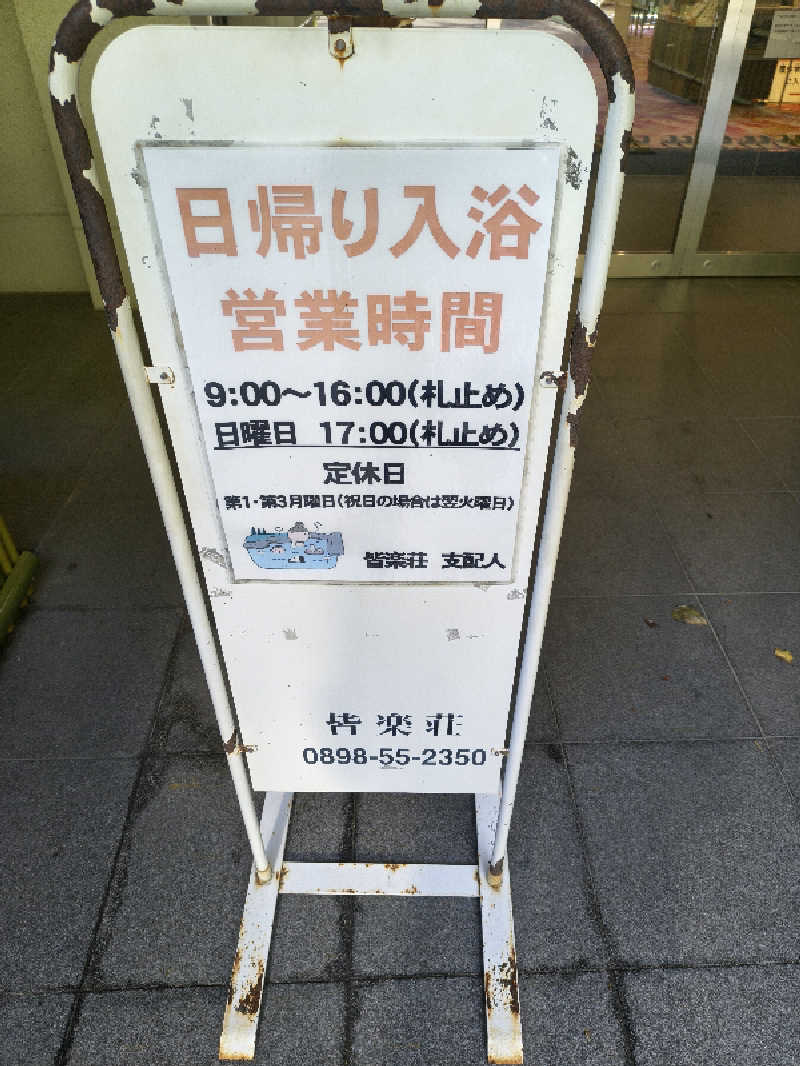 日帰り入浴
営業時間
9:00～16:00(札止め)
日曜日 17:00(札止め)
定休日
第1・第3月曜日(祝日の場合は翌火曜日)
皆楽荘 支配人
皆楽荘
0898-55-2350